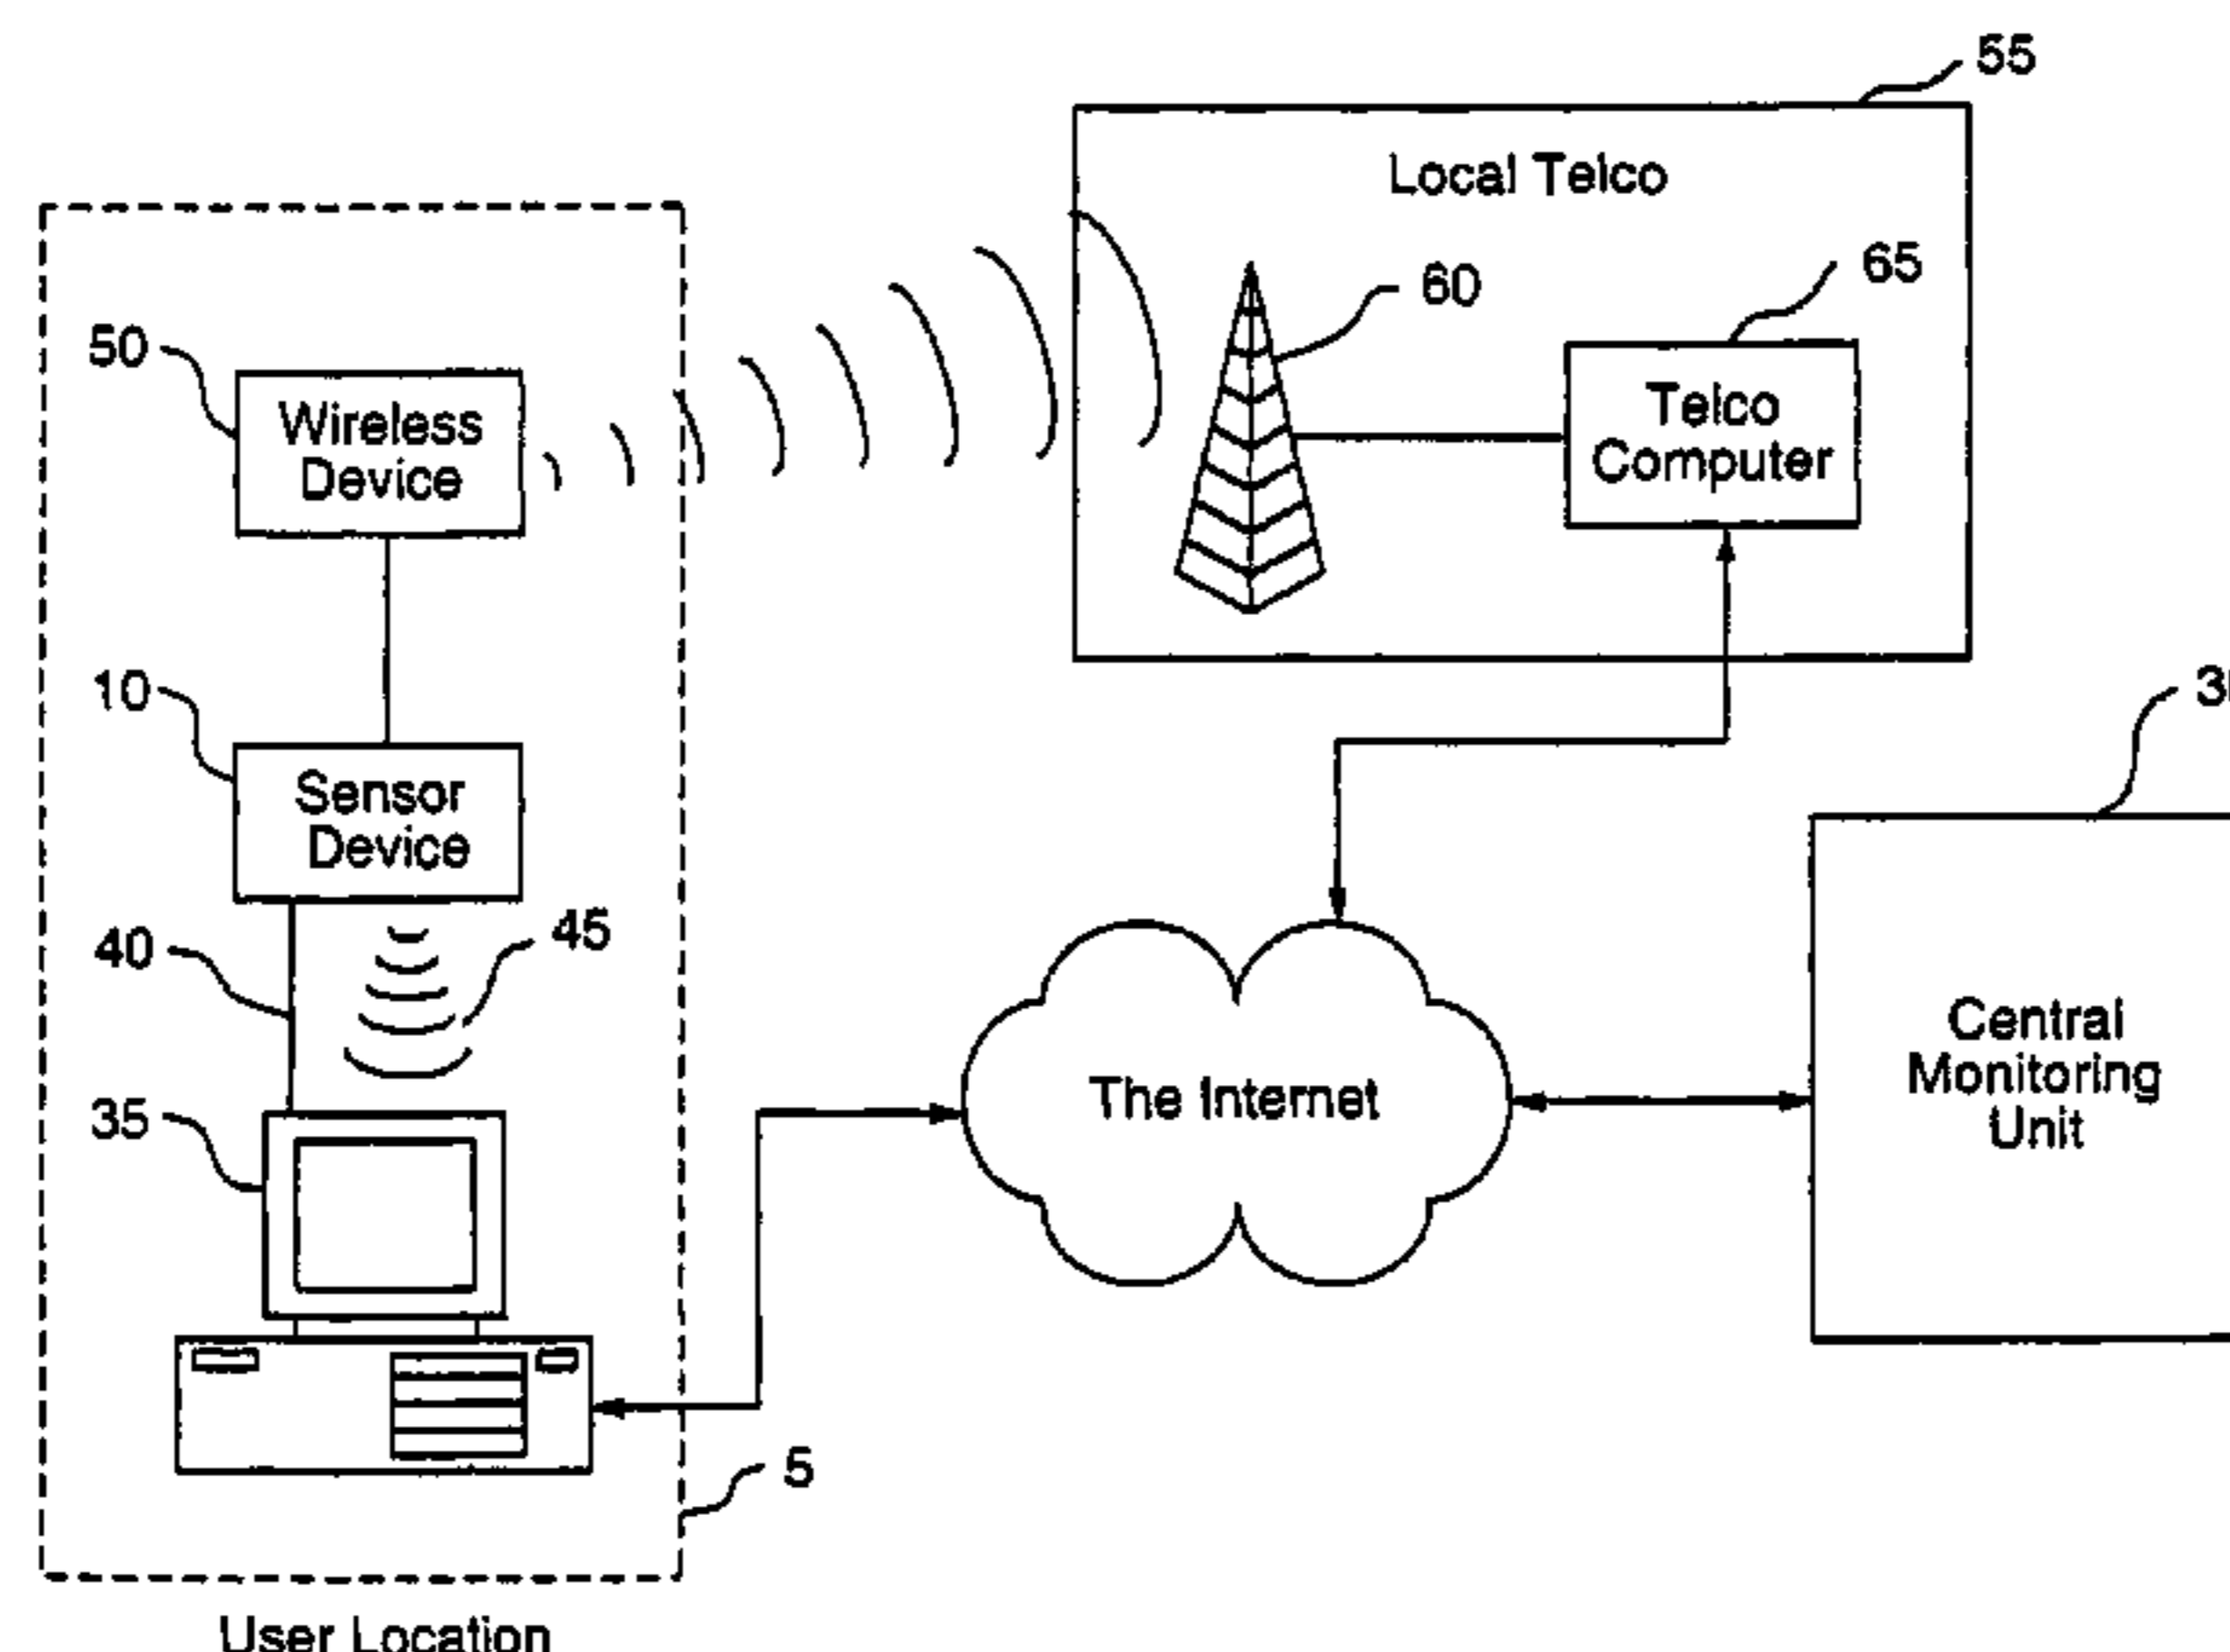 55
Local Telco
60
65
Telco
Computer
50
Wireless
Device
10
Sensor
Device
40
45
35
The Internet
Central
Monitoring
Unit
5
User Location